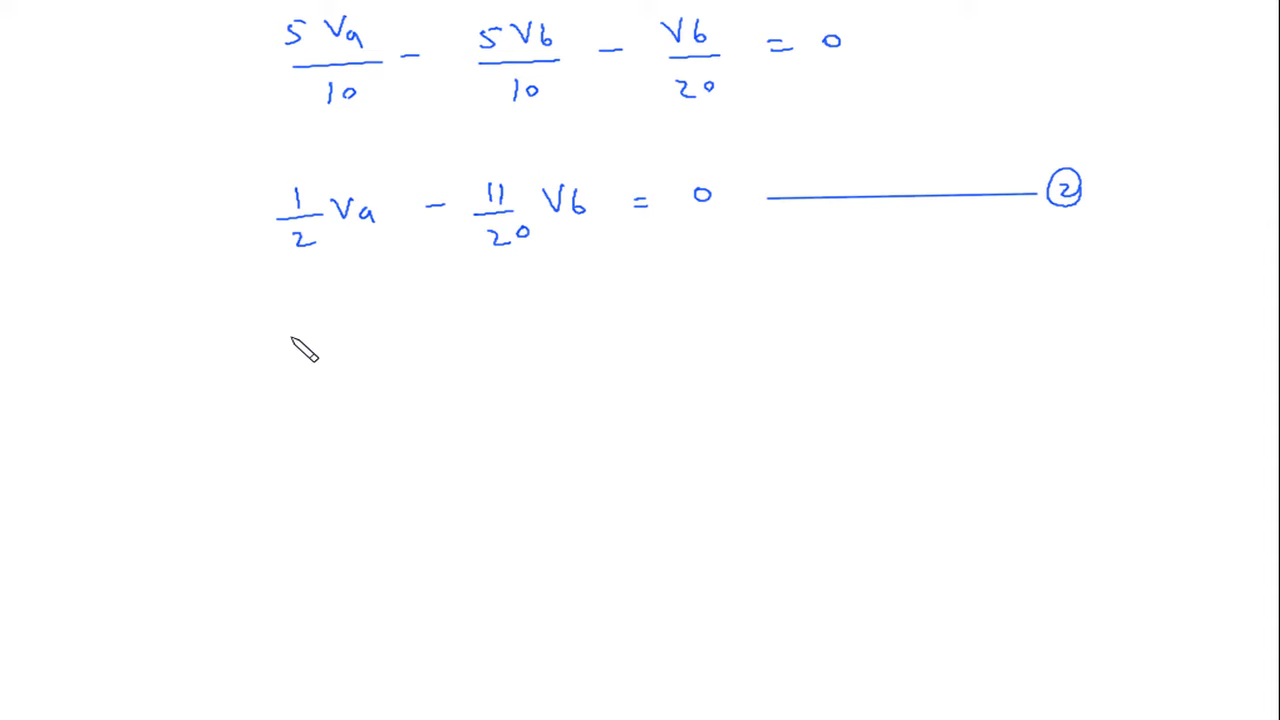 5 Va/10 - 5 Vb/10 - Vb/20 = 0
1/2 Va - 11/20 Vb = 0 ——— ②